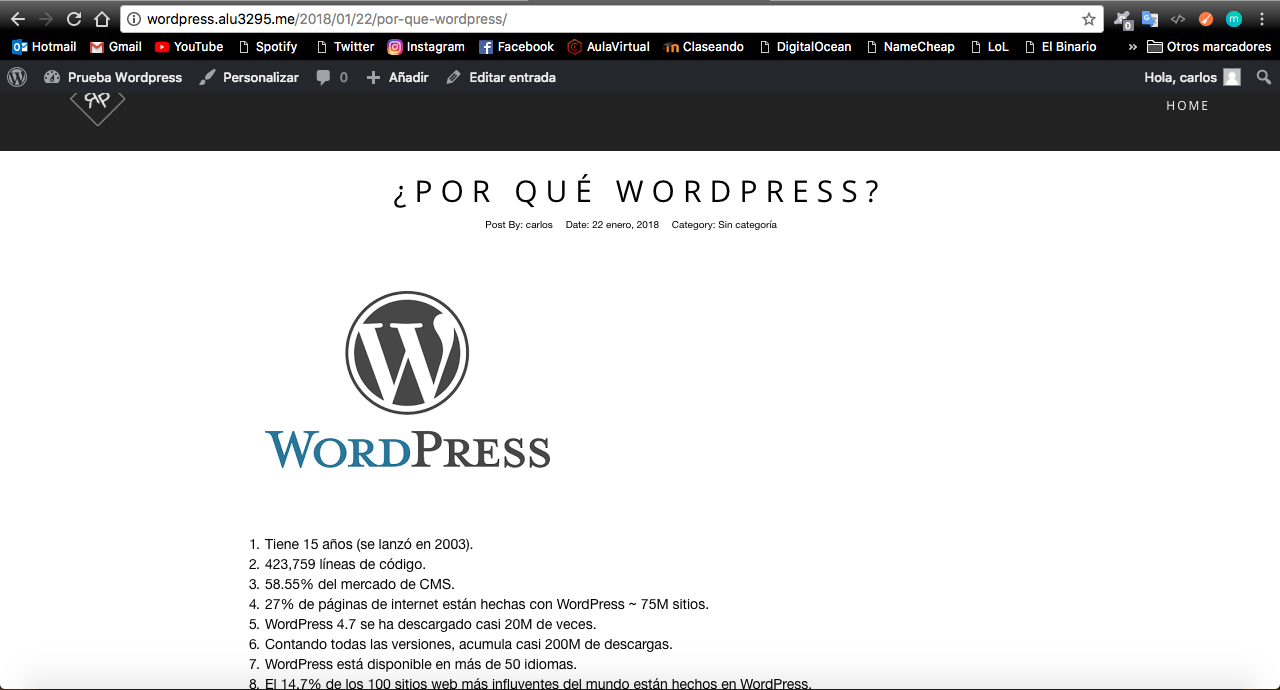 wordpress.alu3295.me/2018/01/22/por-que-wordpress/
0
m
Hotmail Gmail YouTube Spotify Twitter Instagram Facebook AulaVirtual Claseando DigitalOcean NameCheap LoL El Binario » Otros marcadores
Prueba Wordpress Personalizar 0 Añadir Editar entrada Hola, carlos
HOME
¿POR QUÉ WORDPRESS?
Post By: carlos Date: 22 enero, 2018 Category: Sin categoría
W
WORDPRESS
1. Tiene 15 años (se lanzó en 2003).
2. 423,759 líneas de código.
3. 58.55% del mercado de CMS.
4. 27% de páginas de internet están hechas con WordPress ~ 75M sitios.
5. WordPress 4.7 se ha descargado casi 20M de veces.
6. Contando todas las versiones, acumula casi 200M de descargas.
7. WordPress está disponible en más de 50 idiomas.
8. El 14.7% de los 100 sitios web más influyentes del mundo están hechos en WordPress.